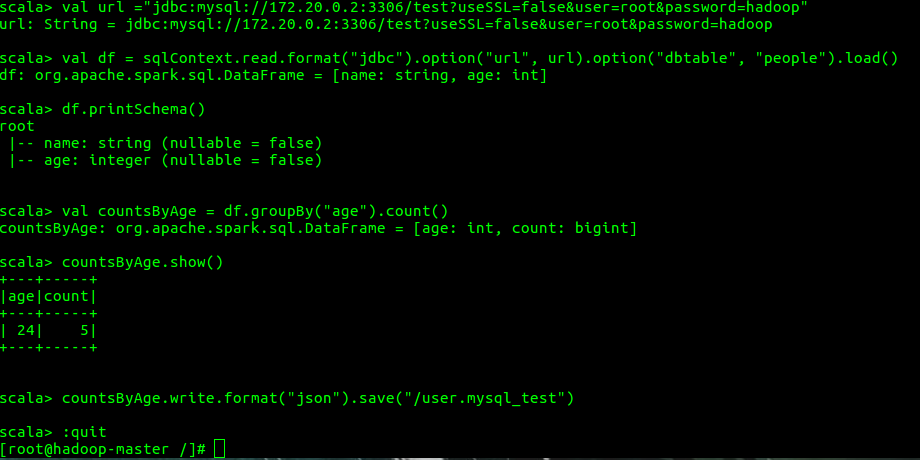 scala> val url ="jdbc:mysql://172.20.0.2:3306/test?useSSL=false&user=root&password=hadoop"
url: String = jdbc:mysql://172.20.0.2:3306/test?useSSL=false&user=root&password=hadoop
scala> val df = sqlContext.read.format("jdbc").option("url", url).option("dbtable", "people").load()
df: org.apache.spark.sql.DataFrame = [name: string, age: int]
scala> df.printSchema()
root
 |-- name: string (nullable = false)
 |-- age: integer (nullable = false)
scala> val countsByAge = df.groupBy("age").count()
countsByAge: org.apache.spark.sql.DataFrame = [age: int, count: bigint]
scala> countsByAge.show()
+---+-----+
|age|count|
+---+-----+
| 24|    5|
+---+-----+
scala> countsByAge.write.format("json").save("/user.mysql_test")
scala> :quit
[root@hadoop-master /]#